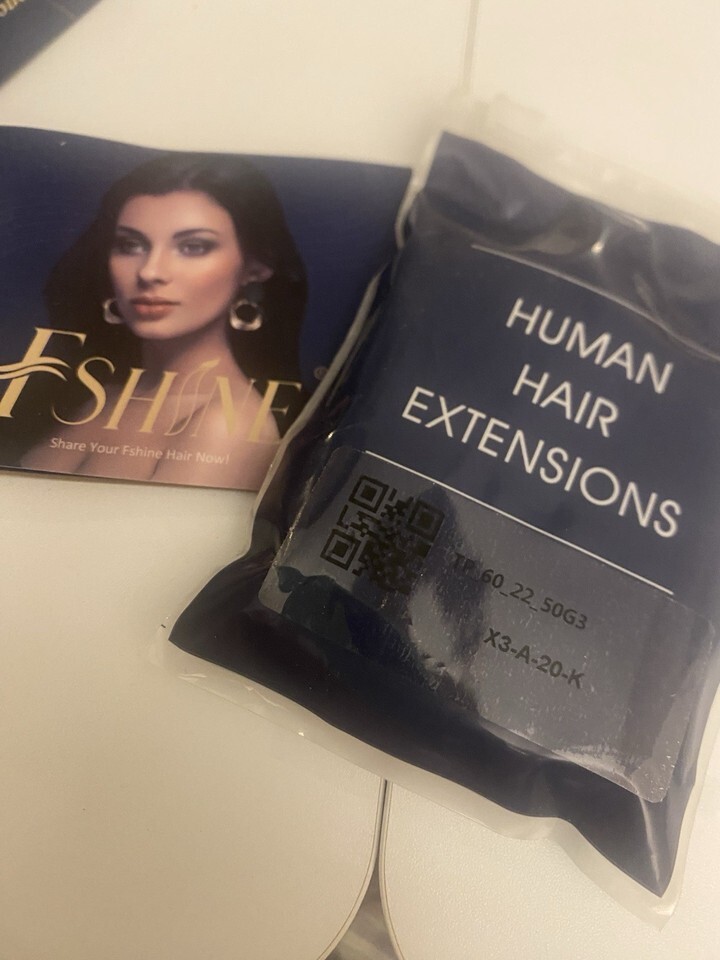 FSHINE
®
Share Your Fshine Hair Now!
HUMAN
HAIR
EXTENSIONS
TP_60_22_50G3
X3-A-20-K